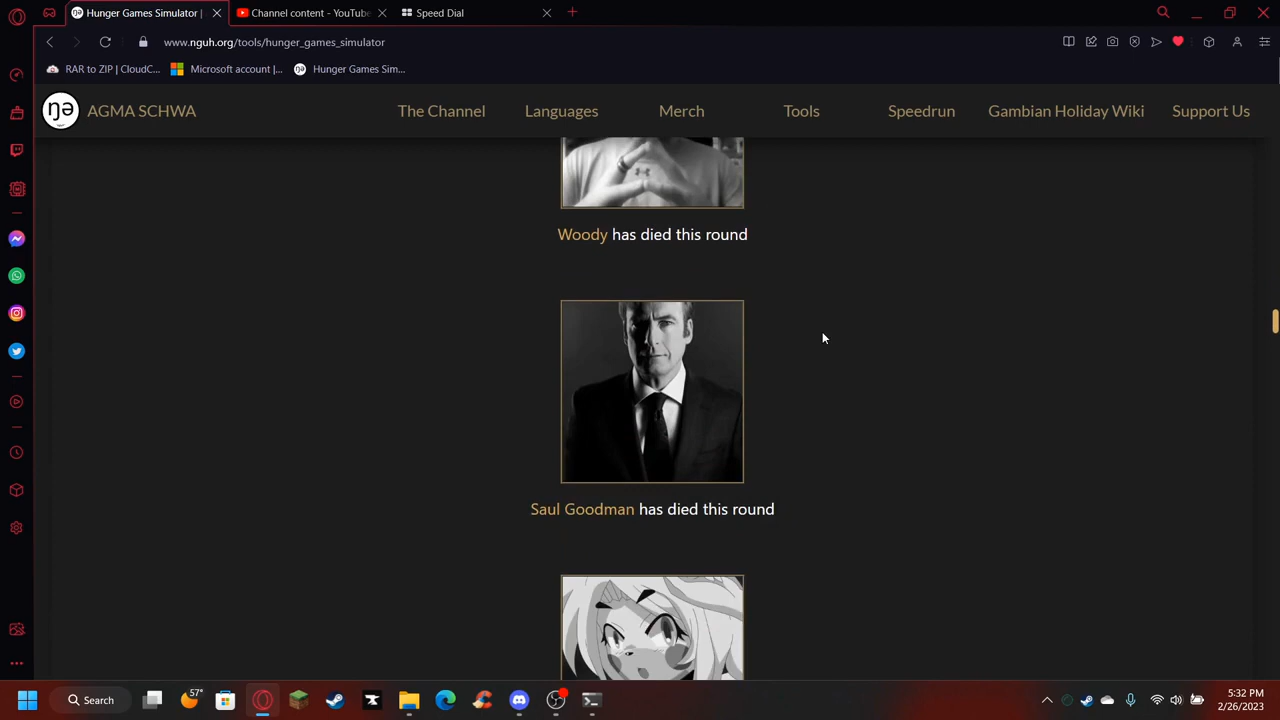 Hunger Games Simulator |
Channel content - YouTube
Speed Dial
www.nguh.org/tools/hunger_games_simulator
RAR to ZIP | CloudC...
Microsoft account |...
Hunger Games Sim...
ŋə AGMA SCHWA
The Channel
Languages
Merch
Tools
Speedrun
Gambian Holiday Wiki
Support Us
Woody has died this round
Saul Goodman has died this round
57°
Search
5:32 PM
2/26/2023